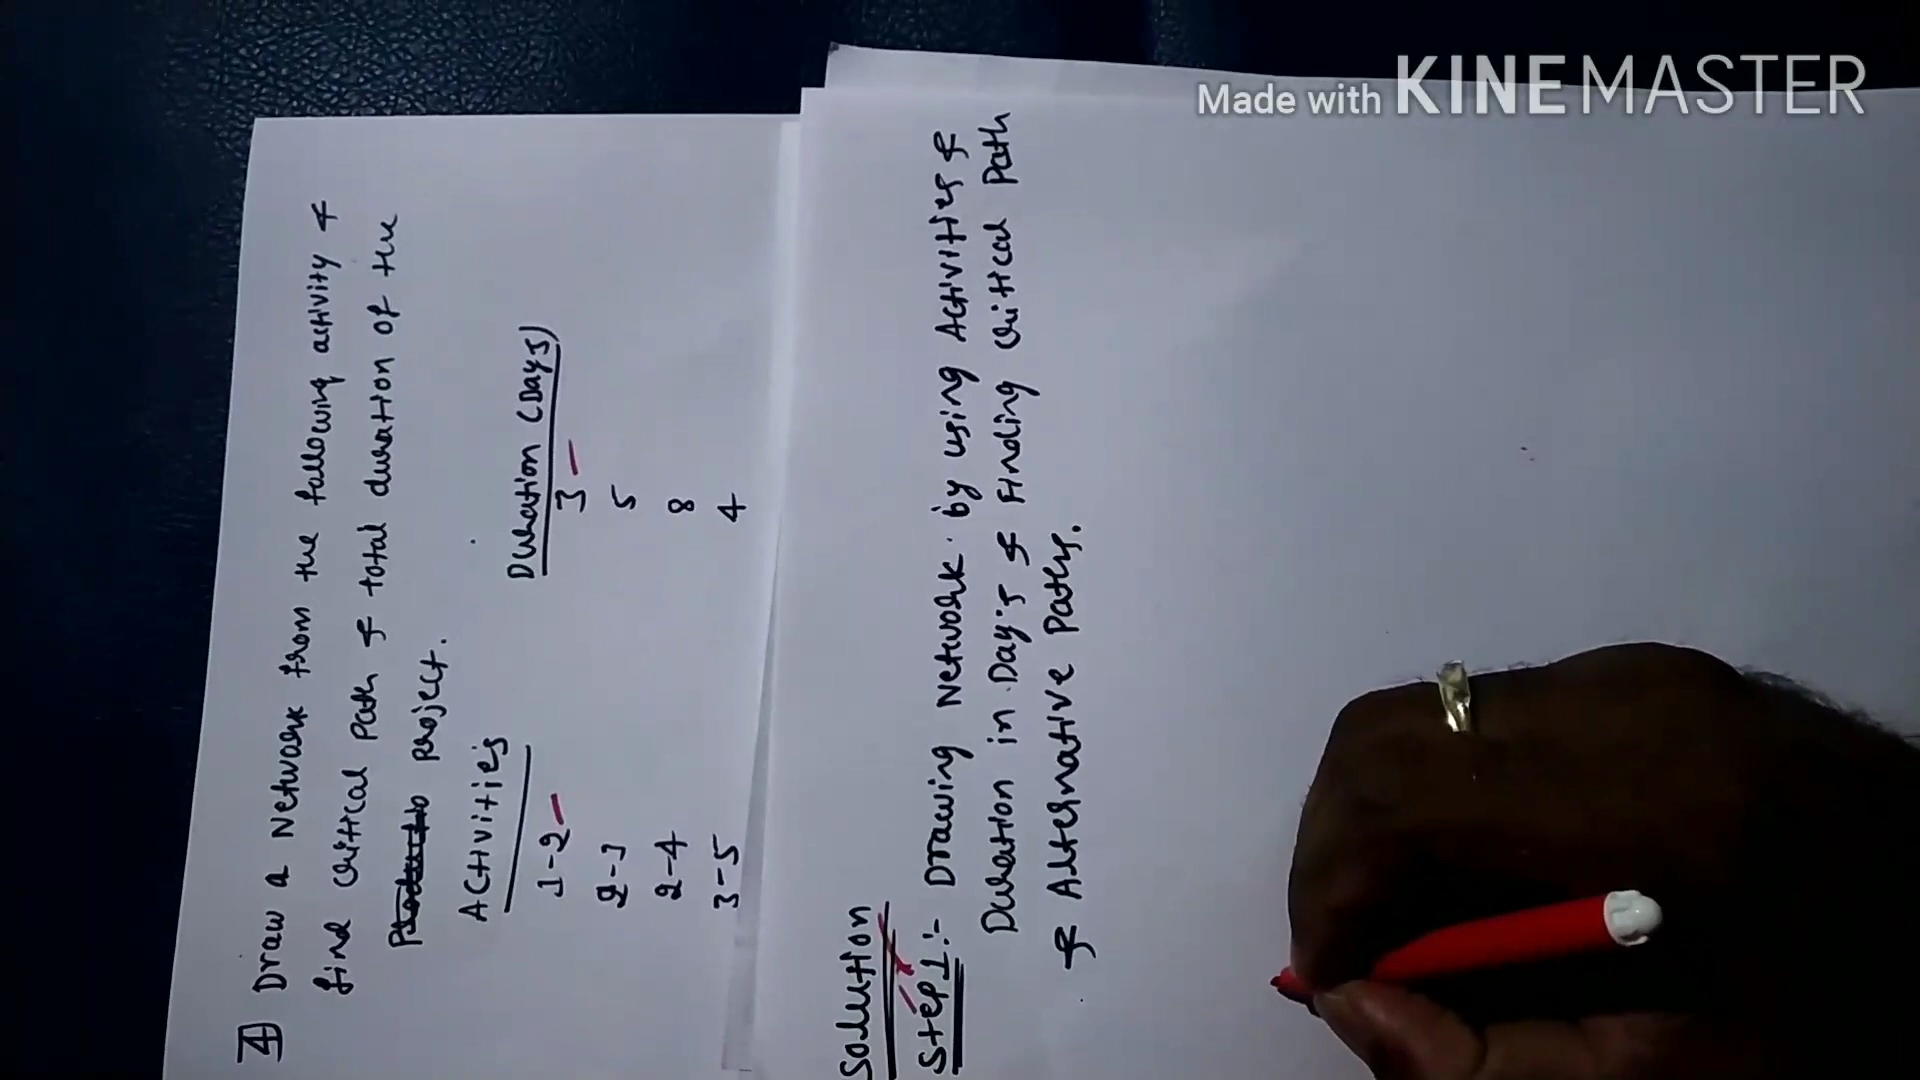 Made with KINEMASTER
4 Draw a Network from the following activity &
find critical path & total duration of the
project.
Activities Duration (Days)
1-2 3
2-3 5
2-4 8
3-5 4
Solution
Step 1:- Drawing Network by using Activities &
Duration in Days & Finding critical path
& Alternative paths.